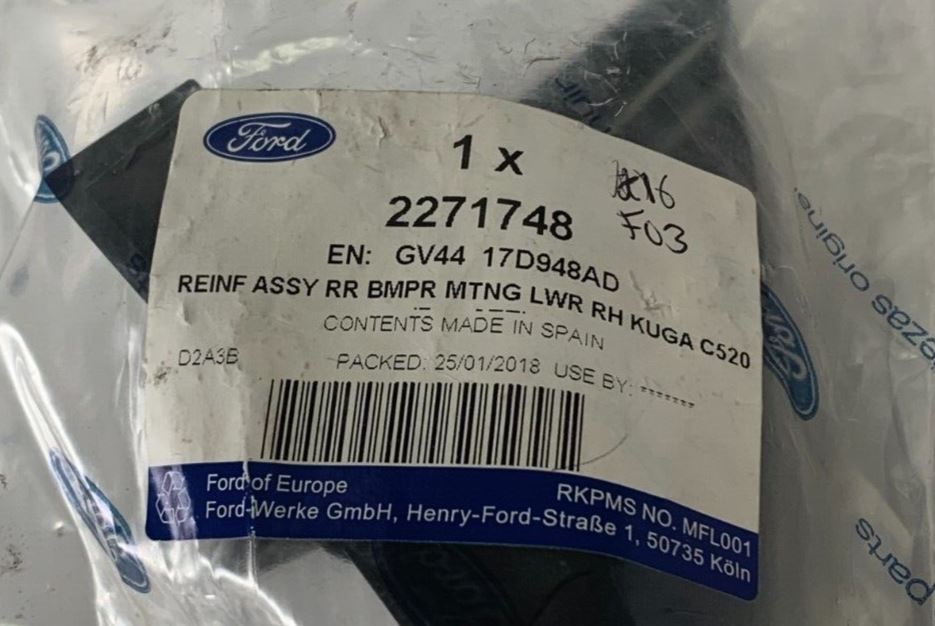 Ford
1 x
2271748
F03
EN: GV44 17D948AD
REINF ASSY RR BMPR MTNG LWR RH KUGA C520
CONTENTS MADE IN SPAIN
D2A3B PACKED: 25/01/2018 USE BY: -------
Ford of Europe
RKPMS NO. MFL001
Ford-Werke GmbH, Henry-Ford-Straße 1, 50735 Köln
Ford
parts